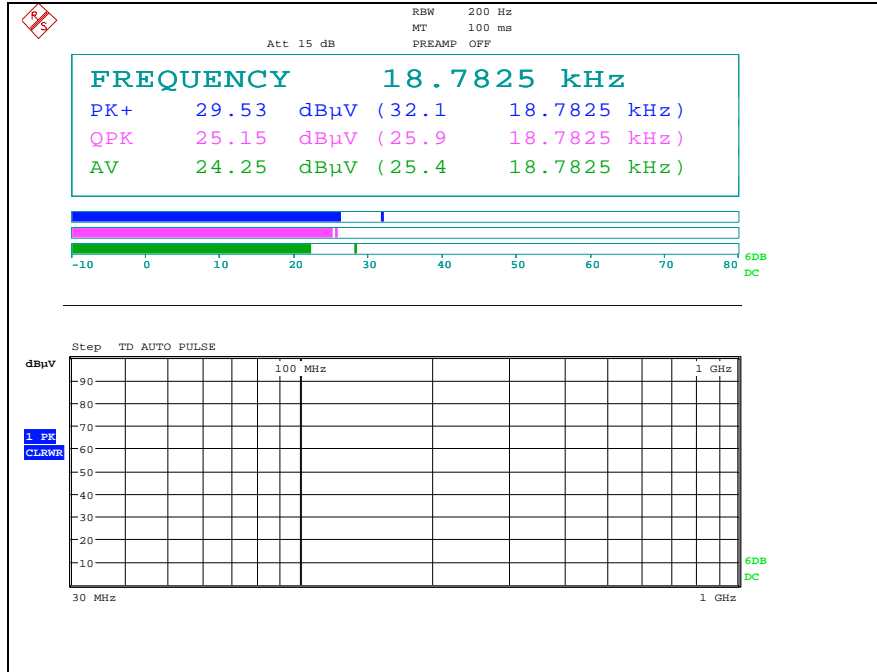 R S
RBW 200 Hz
MT 100 ms
Att 15 dB PREAMP OFF
FREQUENCY 18.7825 kHz
PK+ 29.53 dBµV (32.1 18.7825 kHz)
QPK 25.15 dBµV (25.9 18.7825 kHz)
AV 24.25 dBµV (25.4 18.7825 kHz)
-10 0 10 20 30 40 50 60 70 80
6DB
DC
Step TD AUTO PULSE
dBµV
100 MHz 1 GHz
90
80
70
1 PK
CLRWR
60
50
40
30
20
10
6DB
DC
30 MHz 1 GHz